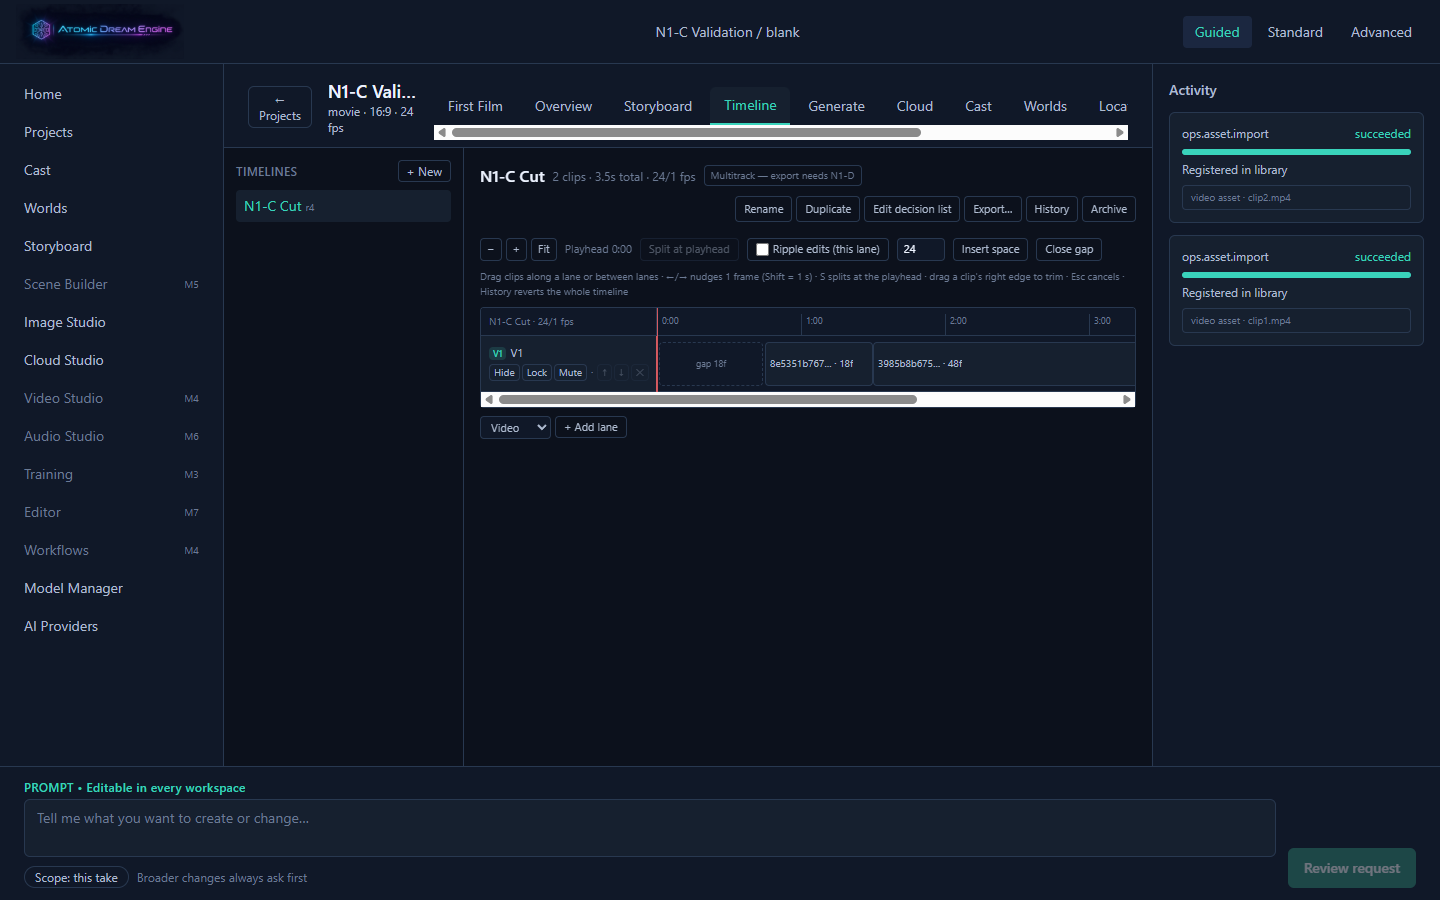 ATOMIC DREAM ENGINE
N1-C Validation / blank
Guided
Standard
Advanced
Home
Projects
Cast
Worlds
Storyboard
Scene Builder M5
Image Studio
Cloud Studio
Video Studio M4
Audio Studio M6
Training M3
Editor M7
Workflows M4
Model Manager
AI Providers
← Projects
N1-C Vali...
movie · 16:9 · 24 fps
First Film
Overview
Storyboard
Timeline
Generate
Cloud
Cast
Worlds
Loca
TIMELINES
+ New
N1-C Cut r4
N1-C Cut 2 clips · 3.5s total · 24/1 fps Multitrack — export needs N1-D
Rename Duplicate Edit decision list Export... History Archive
− + Fit Playhead 0:00 Split at playhead Ripple edits (this lane) 24 Insert space Close gap
Drag clips along a lane or between lanes · ←/→ nudges 1 frame (Shift = 1 s) · S splits at the playhead · drag a clip's right edge to trim · Esc cancels ·
History reverts the whole timeline
N1-C Cut · 24/1 fps 0:00 1:00 2:00 3:00
V1 V1
Hide Lock Mute · ↑ ↓ ✕
gap 18f 8e5351b767... · 18f 3985b8b675... · 48f
Video + Add lane
Activity
ops.asset.import succeeded
Registered in library
video asset · clip2.mp4
ops.asset.import succeeded
Registered in library
video asset · clip1.mp4
PROMPT • Editable in every workspace
Tell me what you want to create or change...
Scope: this take Broader changes always ask first
Review request